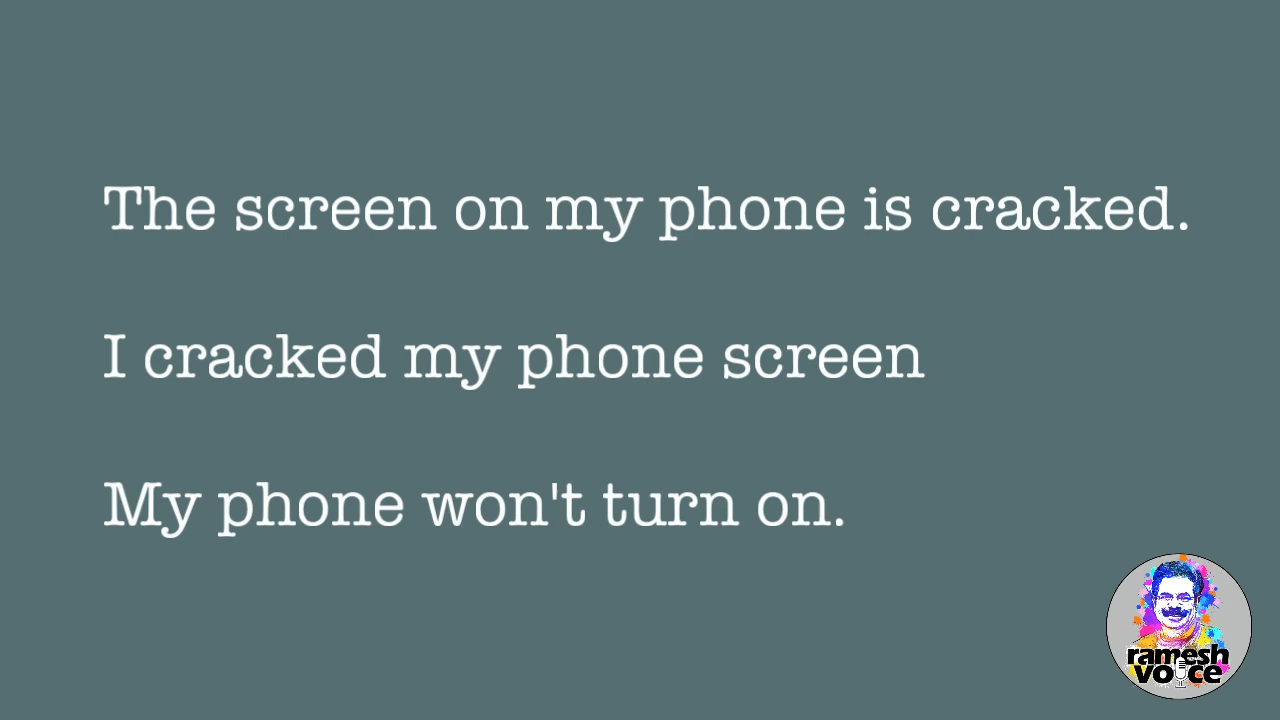 The screen on my phone is cracked.
I cracked my phone screen
My phone won't turn on.
ramesh
voice